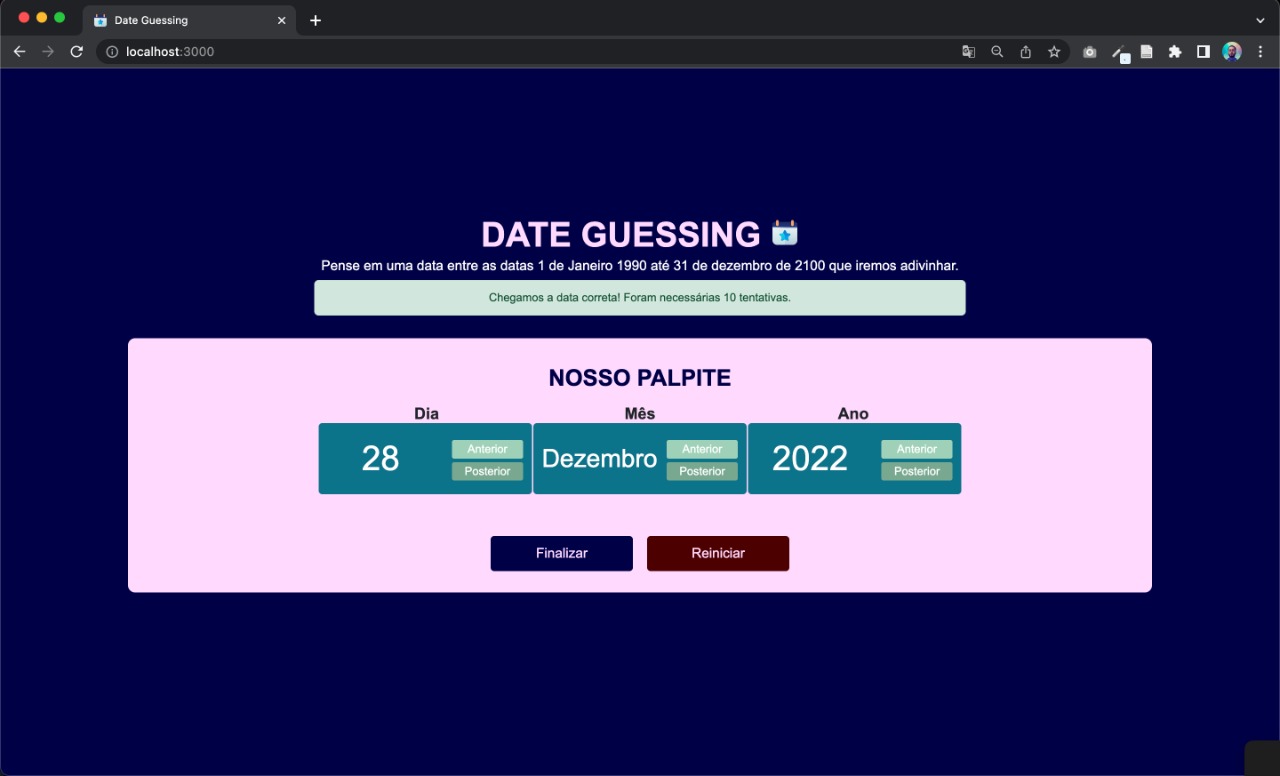 Date Guessing
localhost:3000
DATE GUESSING
Pense em uma data entre as datas 1 de Janeiro 1990 até 31 de dezembro de 2100 que iremos adivinhar.
Chegamos a data correta! Foram necessárias 10 tentativas.
NOSSO PALPITE
Dia Mês Ano
28 Anterior Dezembro Anterior 2022 Anterior
Posterior Posterior Posterior
Finalizar Reiniciar